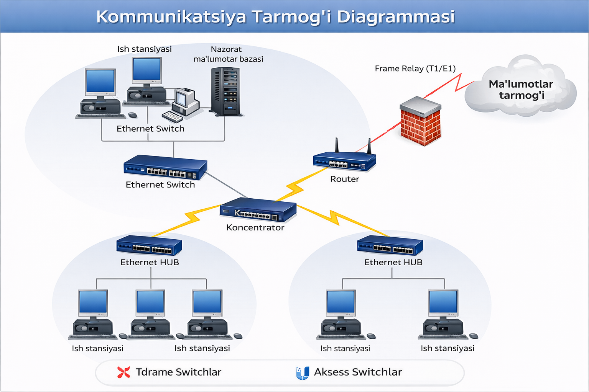 Kommunikatsiya Tarmog'i Diagrammasi
Ish stansiyasi
Nazorat
ma'lumotar bazasi
Ethernet Switch
Ethernet Switch
Frame Relay (T1/E1)
Ma'lumotlar
tarmog'i
Router
Koncentrator
Ethernet HUB
Ethernet HUB
Ish stansiyasi
Ish stansiyasi
Ish stansiyasi
Ish stansiyasi
Tdrame Switchlar
Aksess Switchlar